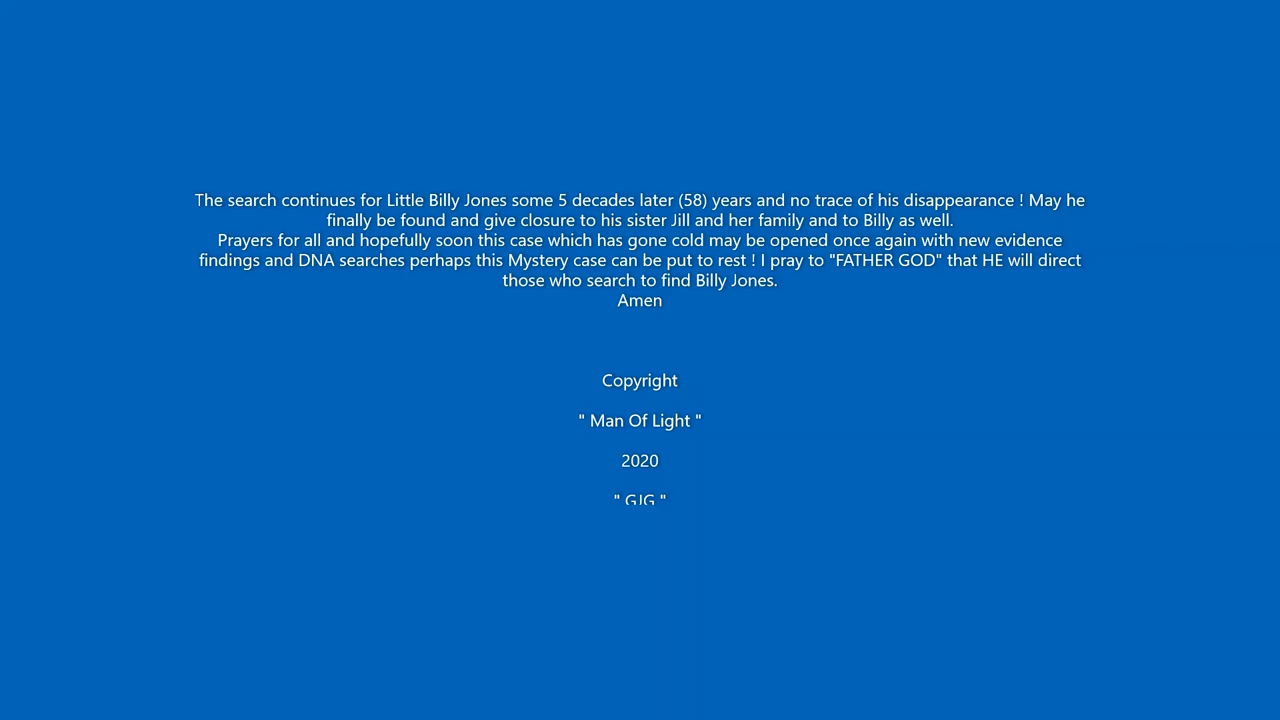 The search continues for Little Billy Jones some 5 decades later (58) years and no trace of his disappearance ! May he
finally be found and give closure to his sister Jill and her family and to Billy as well.
Prayers for all and hopefully soon this case which has gone cold may be opened once again with new evidence
findings and DNA searches perhaps this Mystery case can be put to rest ! I pray to "FATHER GOD" that HE will direct
those who search to find Billy Jones.
Amen
Copyright
" Man Of Light "
2020
" GJG "